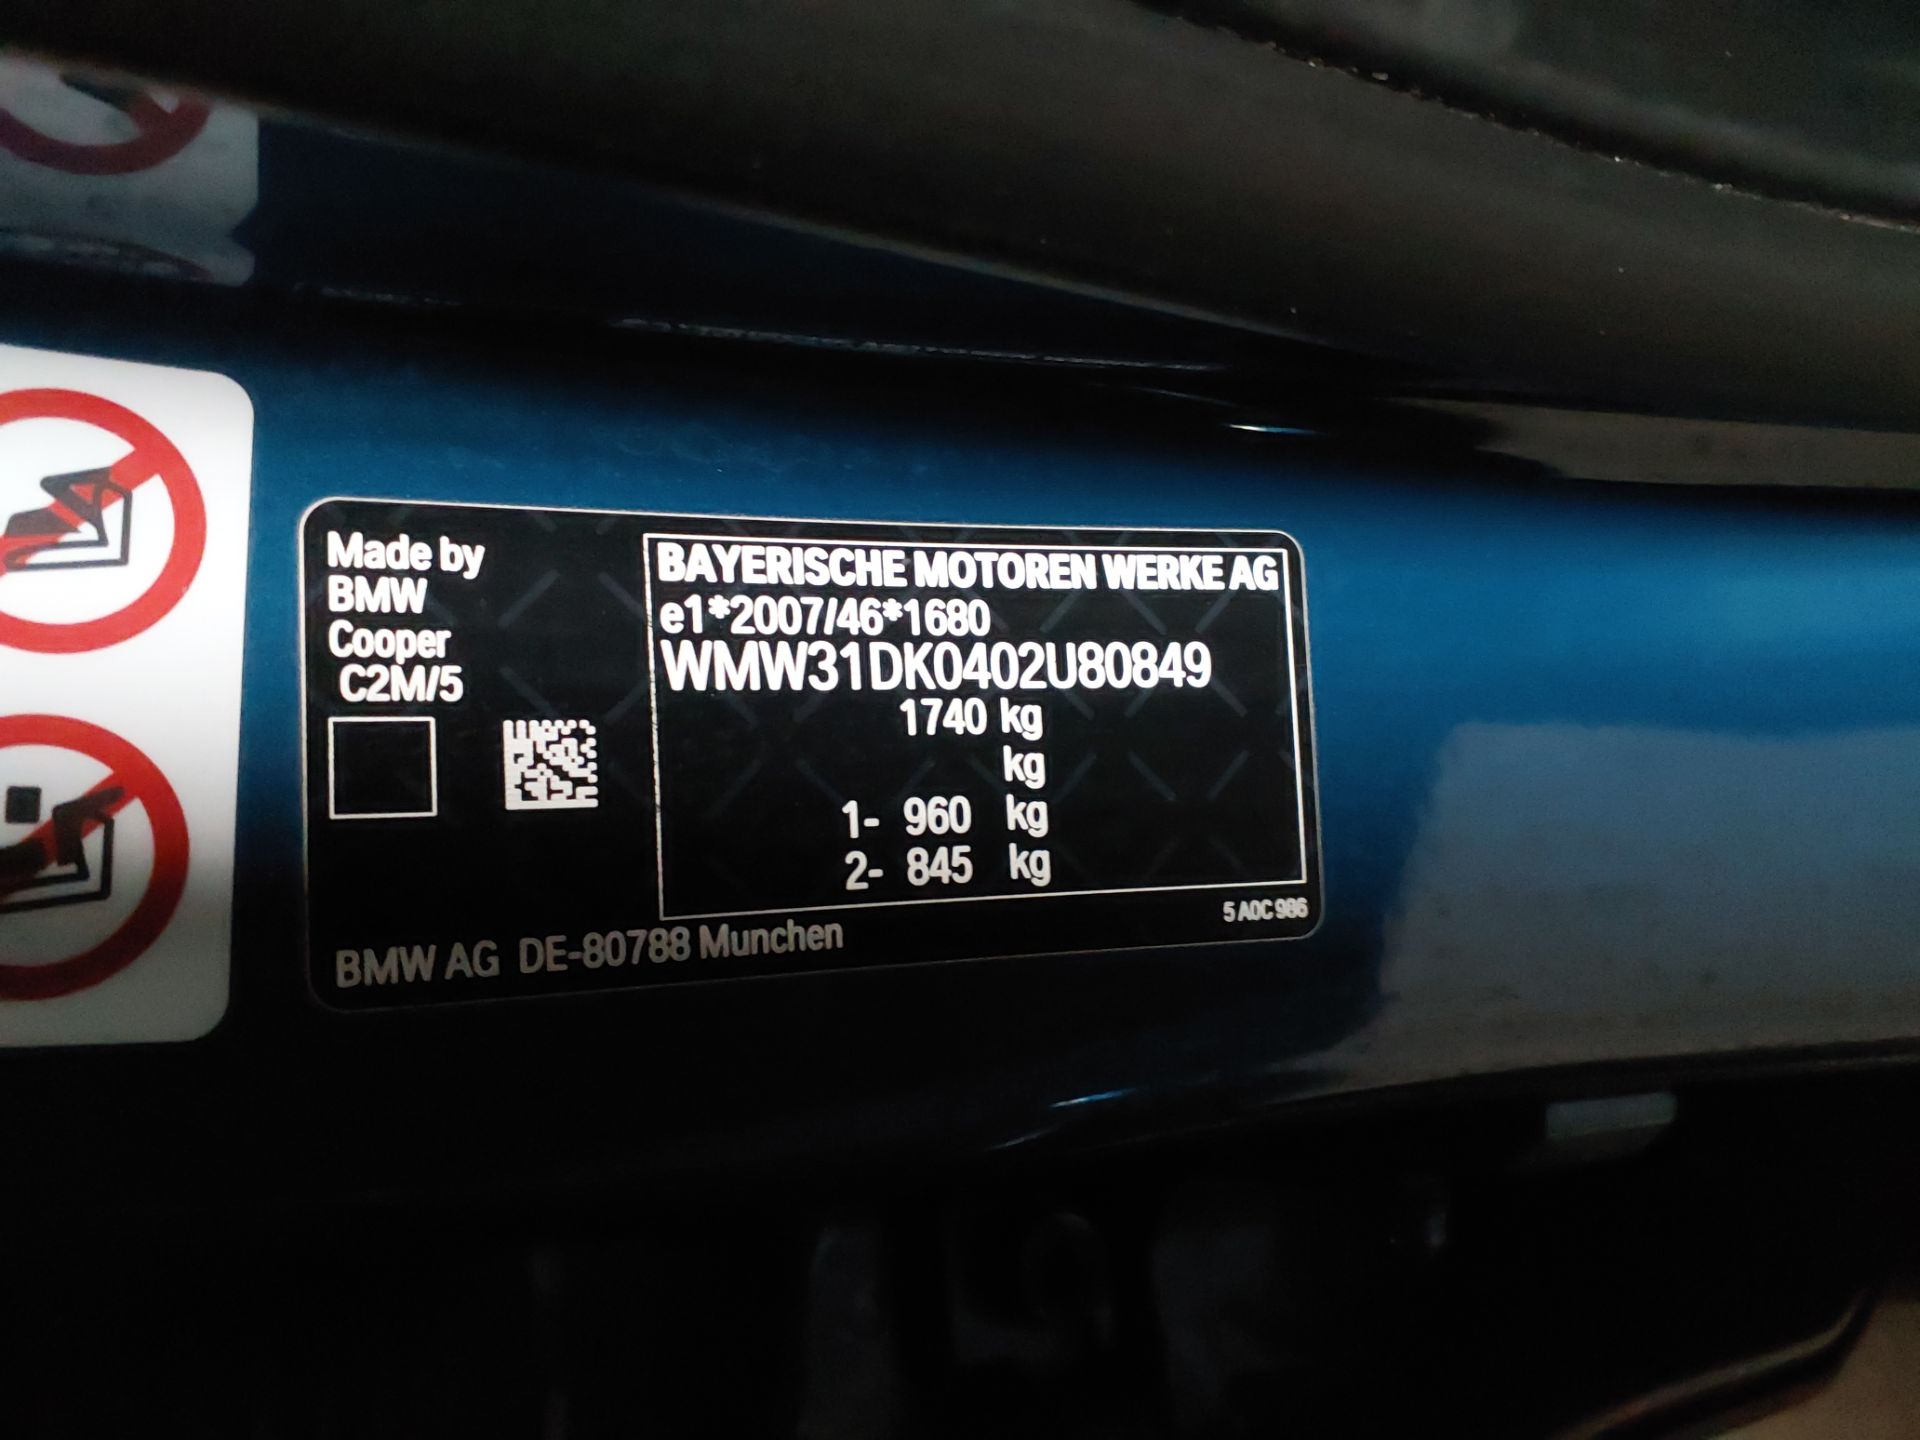 Made by
BMW
Cooper
C2M/5
BAYERISCHE MOTOREN WERKE AG
e1*2007/46*1680
WMW31DK0402U80849
1740 kg
kg
1- 960 kg
2- 845 kg
5 A0C 986
BMW AG DE-80788 Munchen